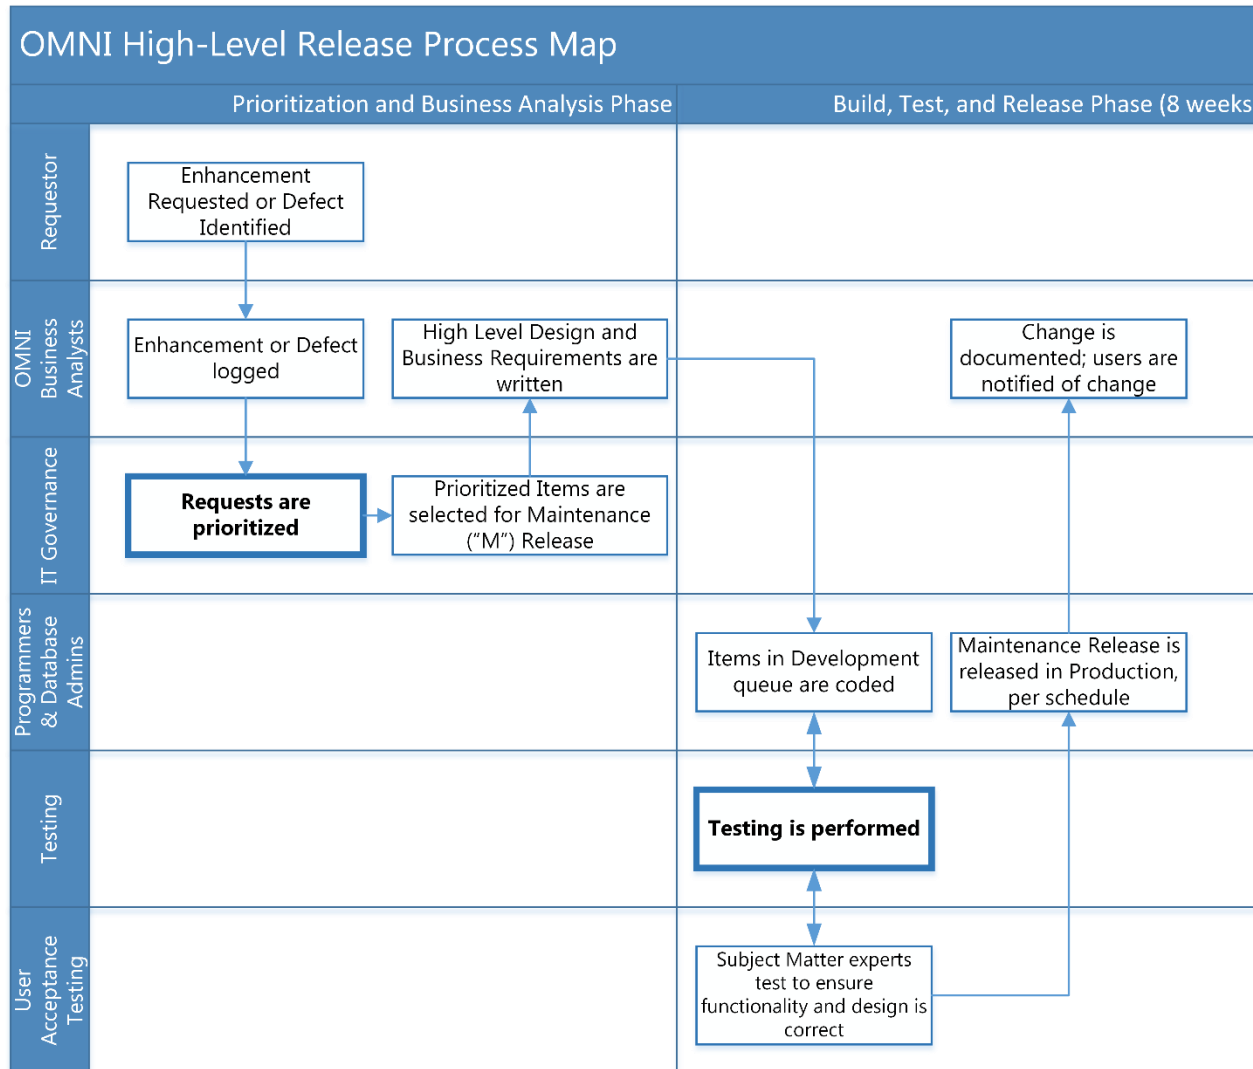 OMNI High-Level Release Process Map
Prioritization and Business Analysis Phase
Build, Test, and Release Phase (8 weeks
Requestor
Enhancement
Requested or Defect
Identified
OMNI
Business
Analysts
Enhancement or Defect
logged
High Level Design and
Business Requirements are
written
Change is
documented; users are
notified of change
IT Governance
Requests are
prioritized
Prioritized Items are
selected for Maintenance
(“M”) Release
Programmers
& Database
Admins
Items in Development
queue are coded
Maintenance Release is
released in Production,
per schedule
Testing
Testing is performed
User
Acceptance
Testing
Subject Matter experts
test to ensure
functionality and design is
correct